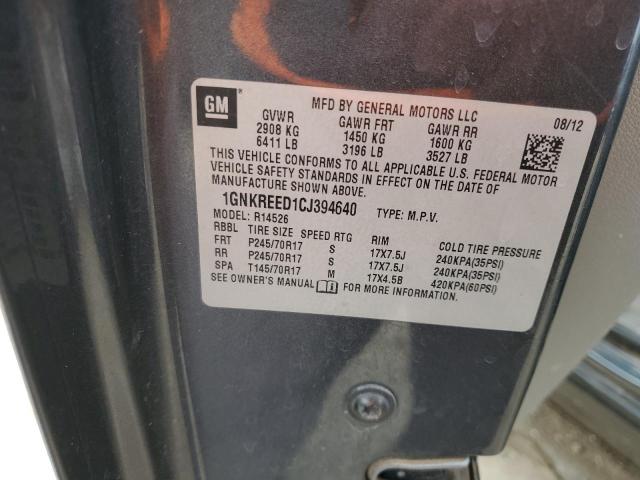 GM
MFD BY GENERAL MOTORS LLC 08/12
GVWR GAWR FRT GAWR RR
2908 KG 1450 KG 1600 KG
6411 LB 3196 LB 3527 LB
THIS VEHICLE CONFORMS TO ALL APPLICABLE U.S. FEDERAL MOTOR
VEHICLE SAFETY STANDARDS IN EFFECT ON THE DATE OF
MANUFACTURE SHOWN ABOVE.
1GNKREED1CJ394640 TYPE: M.P.V.
MODEL: R14526
RBBL TIRE SIZE SPEED RTG RIM COLD TIRE PRESSURE
FRT P245/70R17 S 17X7.5J 240KPA(35PSI)
RR P245/70R17 S 17X7.5J 240KPA(35PSI)
SPA T145/70R17 M 17X4.5B 420KPA(60PSI)
SEE OWNER'S MANUAL FOR MORE INFORMATION.